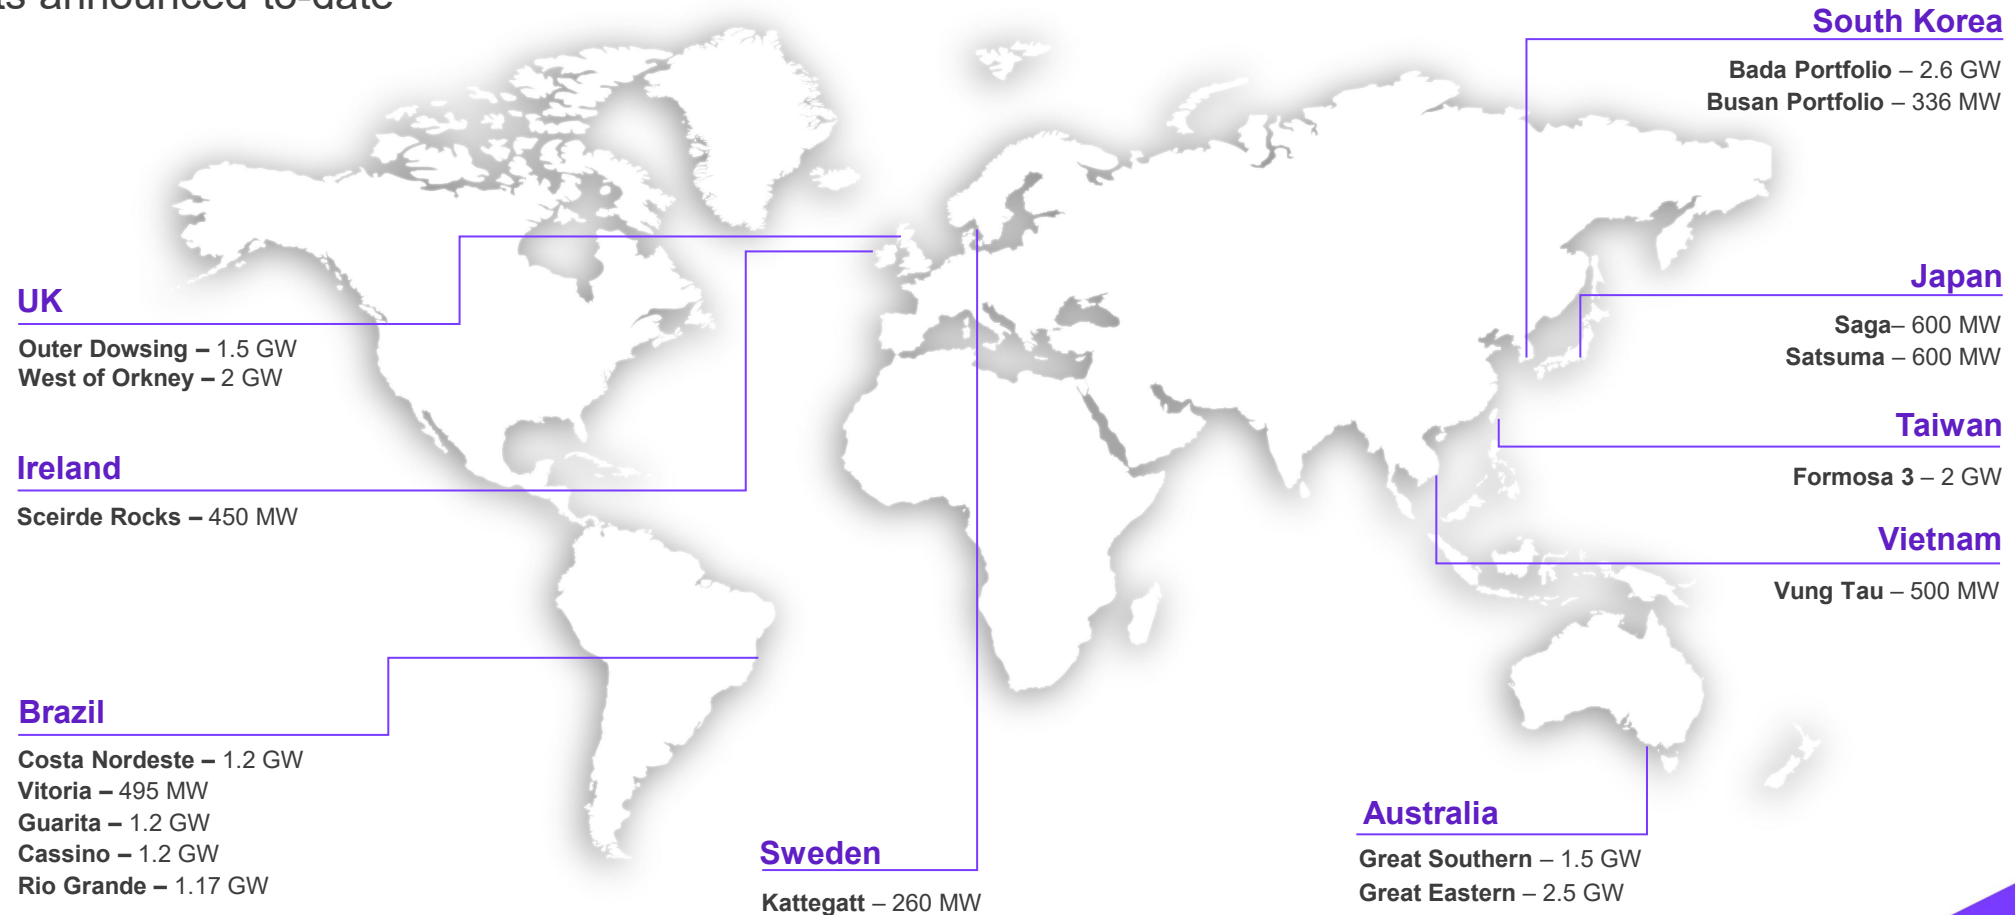 announced to-date
UK
Outer Dowsing – 1.5 GW
West of Orkney – 2 GW
Ireland
Sceirde Rocks – 450 MW
Brazil
Costa Nordeste – 1.2 GW
Vitoria – 495 MW
Guarita – 1.2 GW
Cassino – 1.2 GW
Rio Grande – 1.17 GW
Sweden
Kattegatt – 260 MW
South Korea
Bada Portfolio – 2.6 GW
Busan Portfolio – 336 MW
Japan
Saga– 600 MW
Satsuma – 600 MW
Taiwan
Formosa 3 – 2 GW
Vietnam
Vung Tau – 500 MW
Australia
Great Southern – 1.5 GW
Great Eastern – 2.5 GW